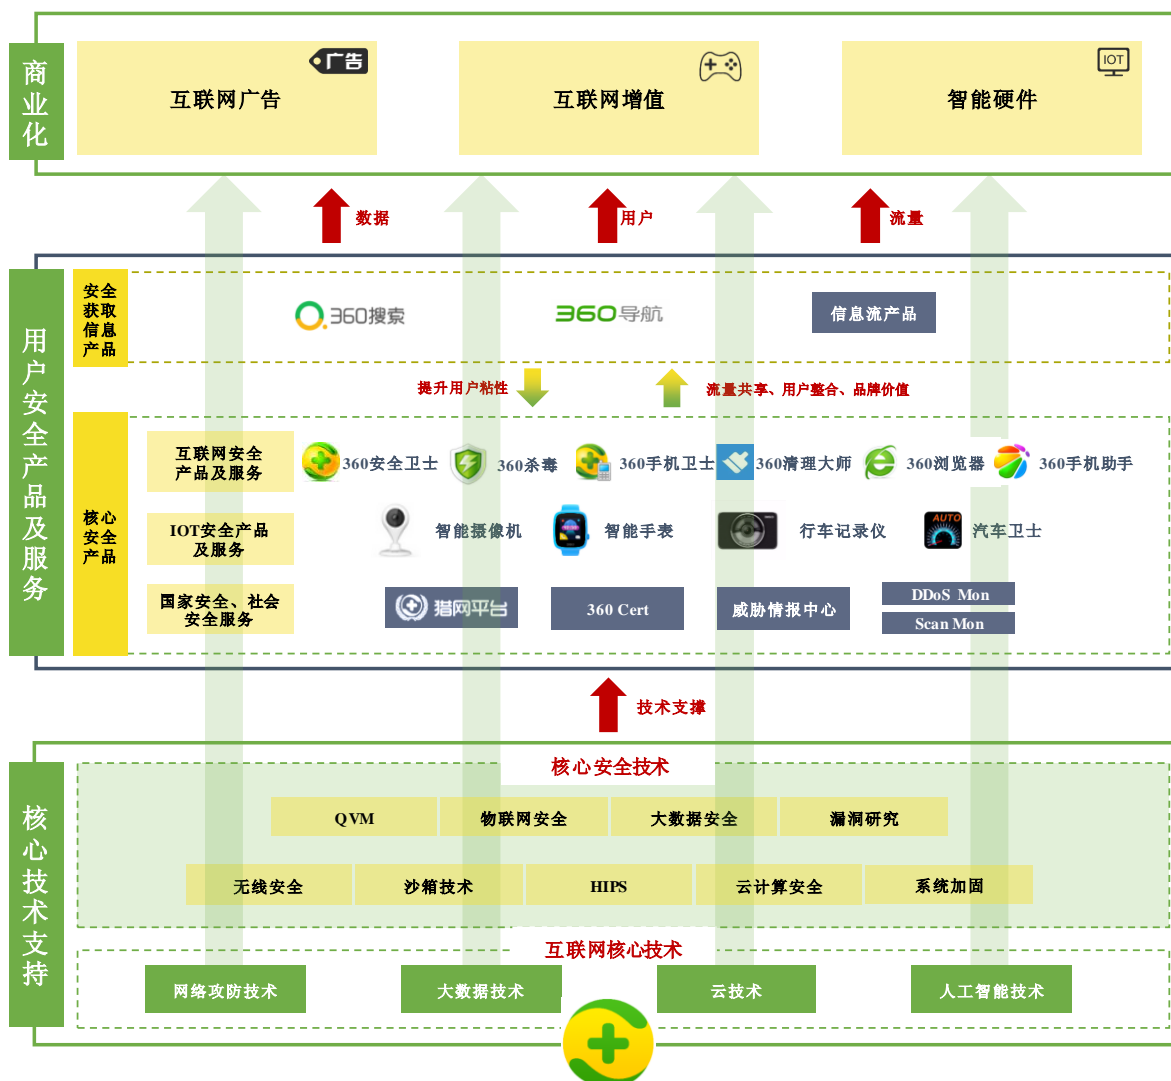 商业化
广告
互联网广告
互联网增值
IOT
智能硬件
数据
用户
流量
用户安全产品及服务
安全
获取
信息
产品
360搜索
360导航
信息流产品
提升用户粘性
流量共享、用户整合、品牌价值
核心
安全
产品
互联网安全
产品及服务
360安全卫士
360杀毒
360手机卫士
360清理大师
360浏览器
360手机助手
IOT安全产品
及服务
智能摄像机
智能手表
行车记录仪
AUTO
汽车卫士
国家安全、社会
安全服务
猎网平台
360 Cert
威胁情报中心
DDoS Mon
Scan Mon
技术支撑
核心技术支持
核心安全技术
QVM
物联网安全
大数据安全
漏洞研究
无线安全
沙箱技术
HIPS
云计算安全
系统加固
互联网核心技术
网络攻防技术
大数据技术
云技术
人工智能技术